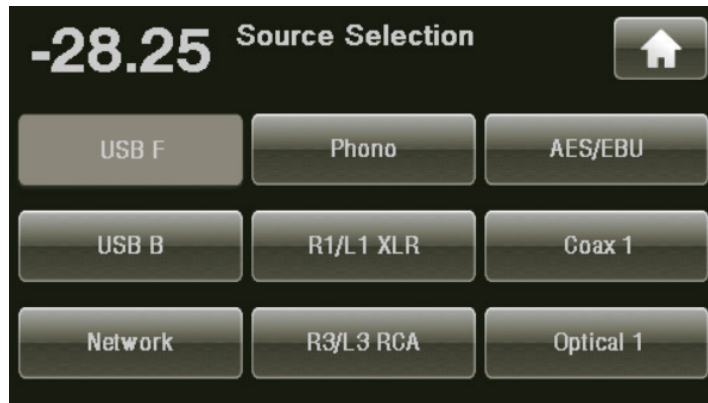 -28.25 Source Selection
USB F Phono AES/EBU
USB B R1/L1 XLR Coax 1
Network R3/L3 RCA Optical 1